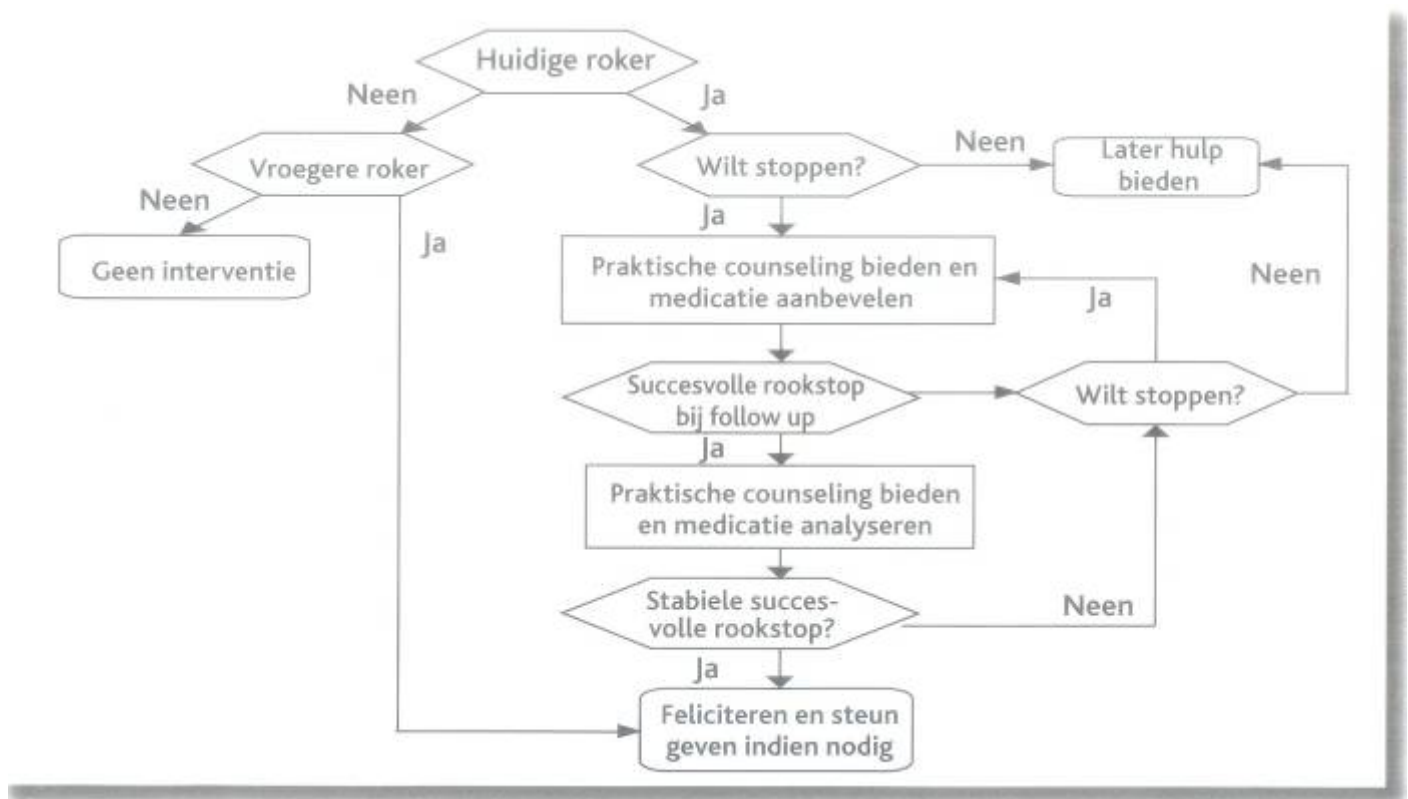 Huidige roker
Neen
Ja
Vroegere roker
Wilt stoppen?
Neen
Later hulp
bieden
Neen
Ja
Geen interventie
Ja
Praktische counseling bieden en
medicatie aanbevelen
Ja
Neen
Succesvolle rookstop
bij follow up
Wilt stoppen?
Ja
Praktische counseling bieden
en medicatie analyseren
Stabiele succes-
volle rookstop?
Neen
Ja
Feliciteren en steun
geven indien nodig